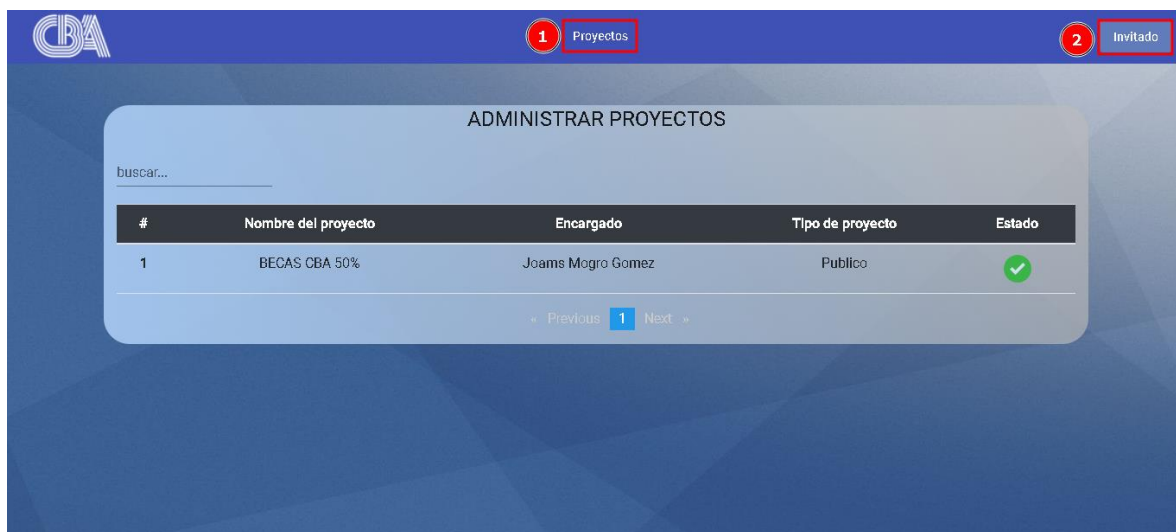 CBA 1 Proyectos 2 Invitado
ADMINISTRAR PROYECTOS
buscar...
# Nombre del proyecto Encargado Tipo de proyecto Estado
1 BECAS CBA 50% Joams Mogro Gomez Publico
« Previous 1 Next »